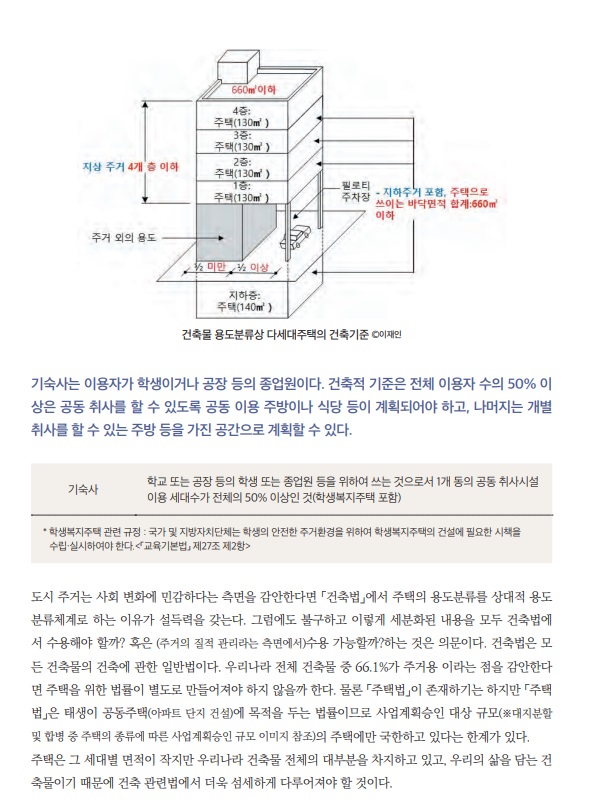 660㎡이하
4층:
주택(130㎡)
3층:
주택(130㎡)
2층:
주택(130㎡)
1층:
주택(130㎡)
지상 주거 4개 층 이하
필로티
주차장
- 지하주거 포함, 주택으로
쓰이는 바닥면적 합계:660㎡
이하
주거 외의 용도
½ 미만
½ 이상
지하층:
주택(140㎡)
건축물 용도분류상 다세대주택의 건축기준 ©이재인
기숙사는 이용자가 학생이거나 공장 등의 종업원이다. 건축적 기준은 전체 이용자 수의 50% 이
상은 공동 취사를 할 수 있도록 공동 이용 주방이나 식당 등이 계획되어야 하고, 나머지는 개별
취사를 할 수 있는 주방 등을 가진 공간으로 계획할 수 있다.
기숙사
학교 또는 공장 등의 학생 또는 종업원 등을 위하여 쓰는 것으로서 1개 동의 공동 취사시설
이용 세대수가 전체의 50% 이상인 것(학생복지주택 포함)
* 학생복지주택 관련 규정 : 국가 및 지방자치단체는 학생의 안전한 주거환경을 위하여 학생복지주택의 건설에 필요한 시책을
수립·실시하여야 한다.<『교육기본법』 제27조 제2항>
도시 주거는 사회 변화에 민감하다는 측면을 감안한다면 「건축법」에서 주택의 용도분류를 상대적 용도
분류체계로 하는 이유가 설득력을 갖는다. 그럼에도 불구하고 이렇게 세분화된 내용을 모두 건축법에
서 수용해야 할까? 혹은 (주거의 질적 관리라는 측면에서)수용 가능할까?하는 것은 의문이다. 건축법은 모
든 건축물의 건축에 관한 일반법이다. 우리나라 전체 건축물 중 66.1%가 주거용 이라는 점을 감안한다
면 주택을 위한 법률이 별도로 만들어져야 하지 않을까 한다. 물론 「주택법」이 존재하기는 하지만 「주택
법」은 태생이 공동주택(아파트 단지 건설)에 목적을 두는 법률이므로 사업계획승인 대상 규모(※대지분할
및 합병 중 주택의 종류에 따른 사업계획승인 규모 이미지 참조)의 주택에만 국한하고 있다는 한계가 있다.
주택은 그 세대별 면적이 작지만 우리나라 건축물 전체의 대부분을 차지하고 있고, 우리의 삶을 담는 건
축물이기 때문에 건축 관련법에서 더욱 섬세하게 다루어져야 할 것이다.